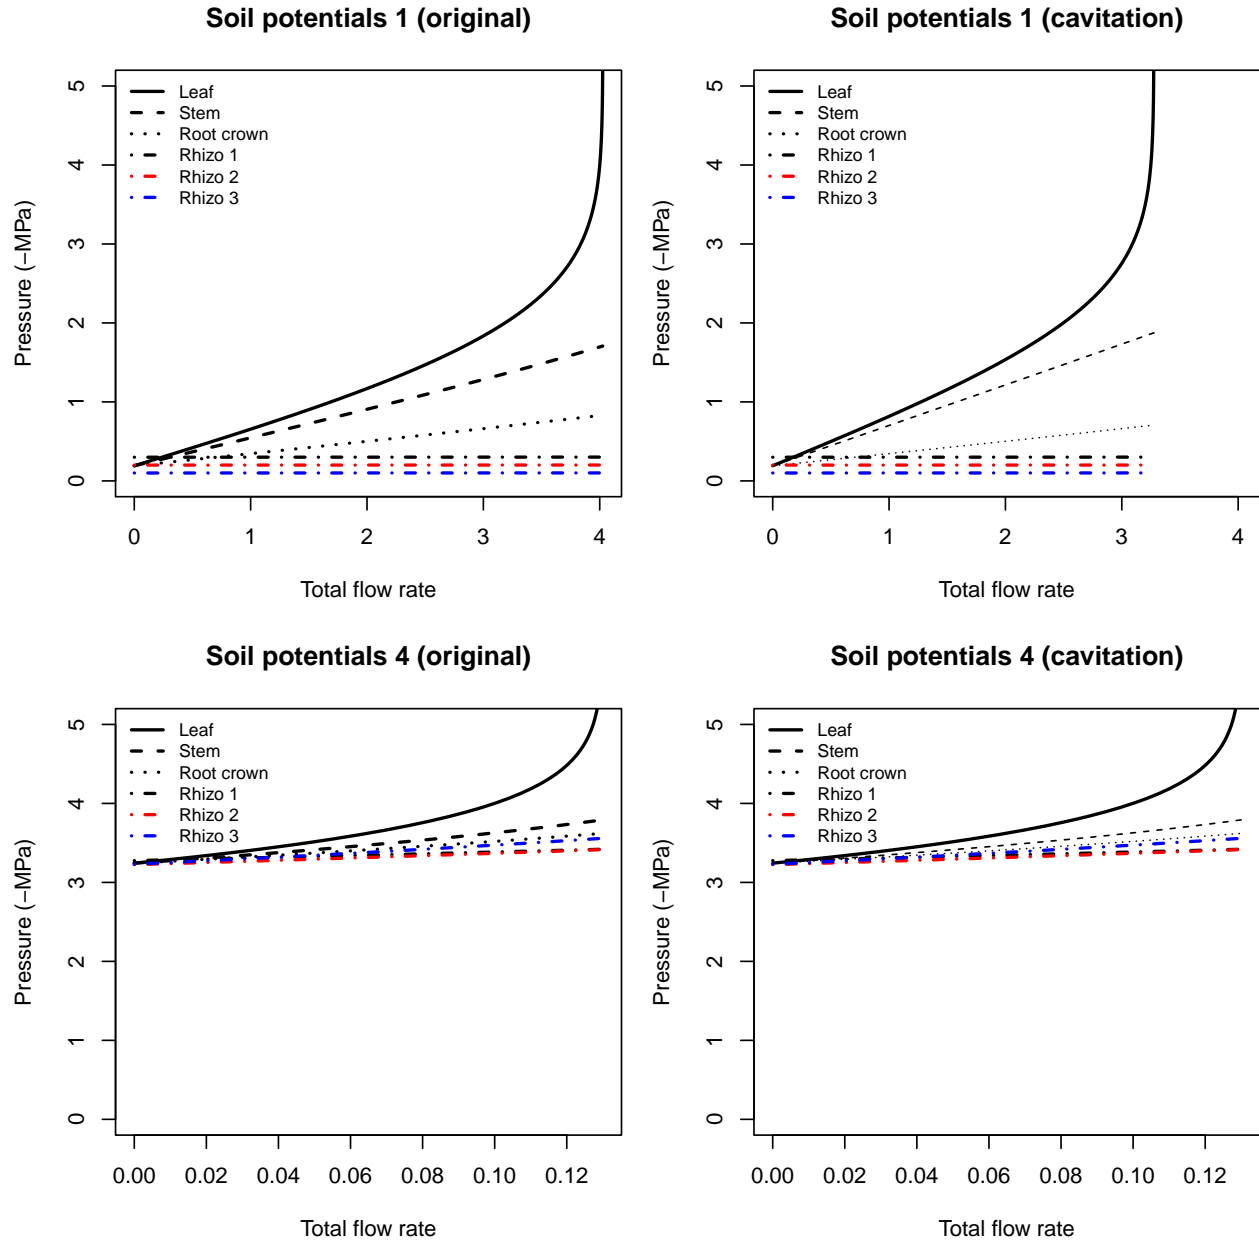 Soil potentials 1 (original)
Pressure (−MPa)
5
4
3
2
1
0
Leaf
Stem
Root crown
Rhizo 1
Rhizo 2
Rhizo 3
0 1 2 3 4
Total flow rate
Soil potentials 1 (cavitation)
Pressure (−MPa)
5
4
3
2
1
0
Leaf
Stem
Root crown
Rhizo 1
Rhizo 2
Rhizo 3
0 1 2 3 4
Total flow rate
Soil potentials 4 (original)
Pressure (−MPa)
5
4
3
2
1
0
Leaf
Stem
Root crown
Rhizo 1
Rhizo 2
Rhizo 3
0.00 0.02 0.04 0.06 0.08 0.10 0.12
Total flow rate
Soil potentials 4 (cavitation)
Pressure (−MPa)
5
4
3
2
1
0
Leaf
Stem
Root crown
Rhizo 1
Rhizo 2
Rhizo 3
0.00 0.02 0.04 0.06 0.08 0.10 0.12
Total flow rate